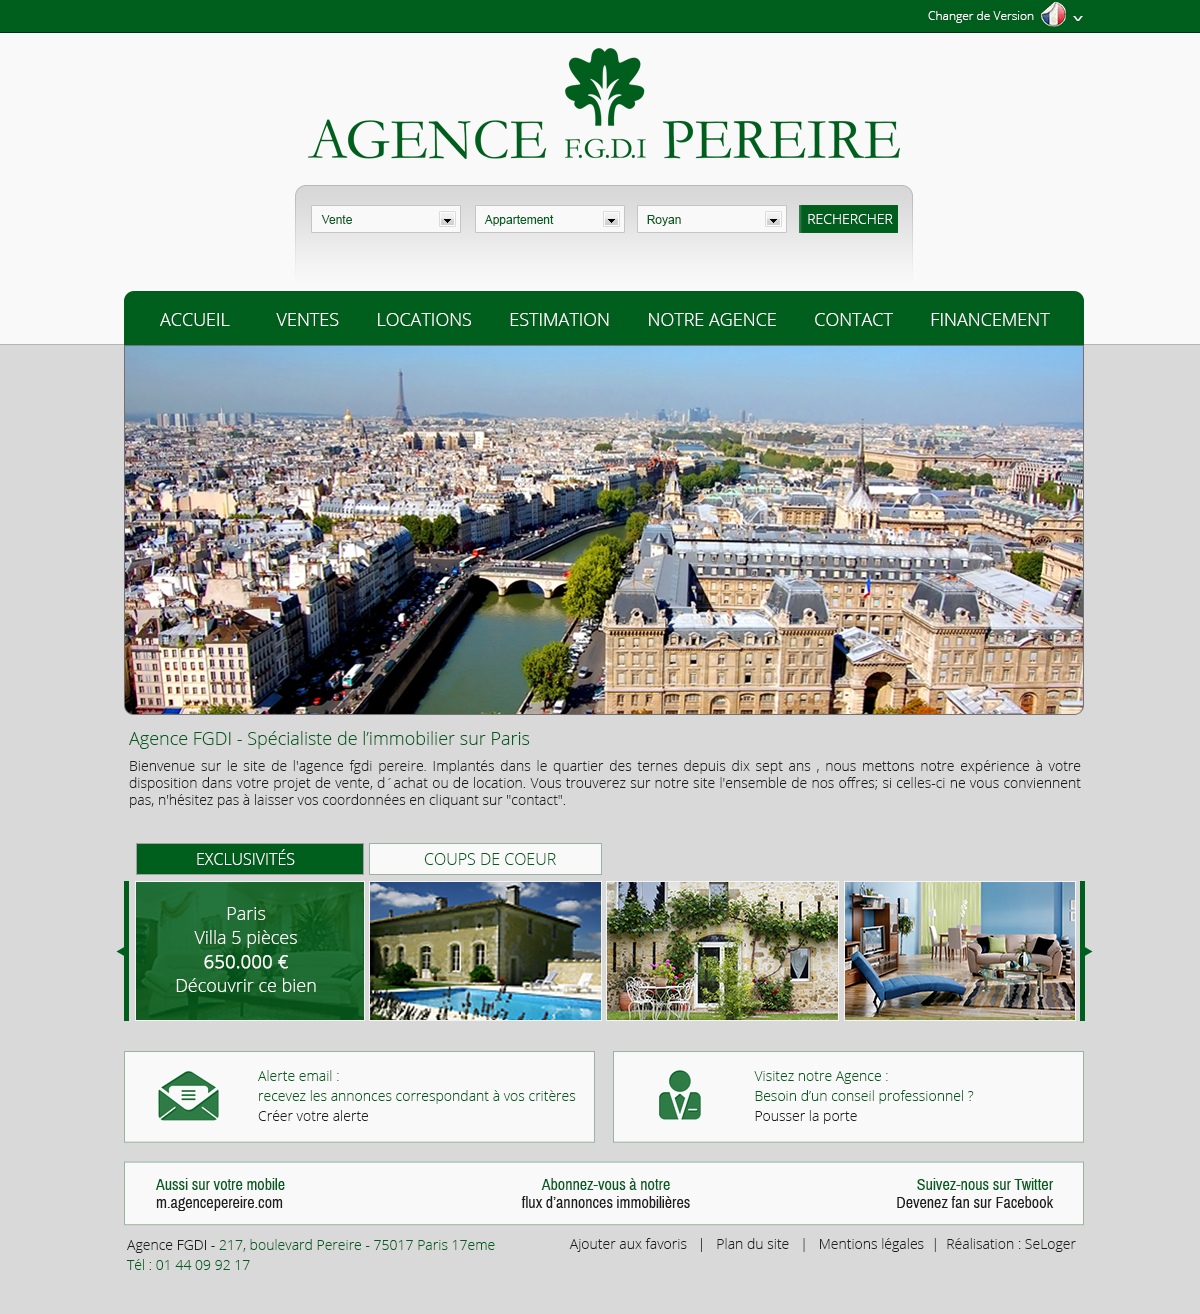 Changer de Version
AGENCE F.G.D.I PEREIRE
Vente
Appartement
Royan
RECHERCHER
ACCUEIL
VENTES
LOCATIONS
ESTIMATION
NOTRE AGENCE
CONTACT
FINANCEMENT
Agence FGDI - Spécialiste de l’immobilier sur Paris
Bienvenue sur le site de l'agence fgdi pereire. Implantés dans le quartier des ternes depuis dix sept ans , nous mettons notre expérience à votre
disposition dans votre projet de vente, d´achat ou de location. Vous trouverez sur notre site l'ensemble de nos offres; si celles-ci ne vous conviennent
pas, n'hésitez pas à laisser vos coordonnées en cliquant sur "contact".
EXCLUSIVITÉS
COUPS DE COEUR
Paris
Villa 5 pièces
650.000 €
Découvrir ce bien
Alerte email :
recevez les annonces correspondant à vos critères
Créer votre alerte
Visitez notre Agence :
Besoin d’un conseil professionnel ?
Pousser la porte
Aussi sur votre mobile
m.agencepereire.com
Abonnez-vous à notre
flux d’annonces immobilières
Suivez-nous sur Twitter
Devenez fan sur Facebook
Agence FGDI - 217, boulevard Pereire - 75017 Paris 17eme
Tél : 01 44 09 92 17
Ajouter aux favoris | Plan du site | Mentions légales | Réalisation : SeLoger